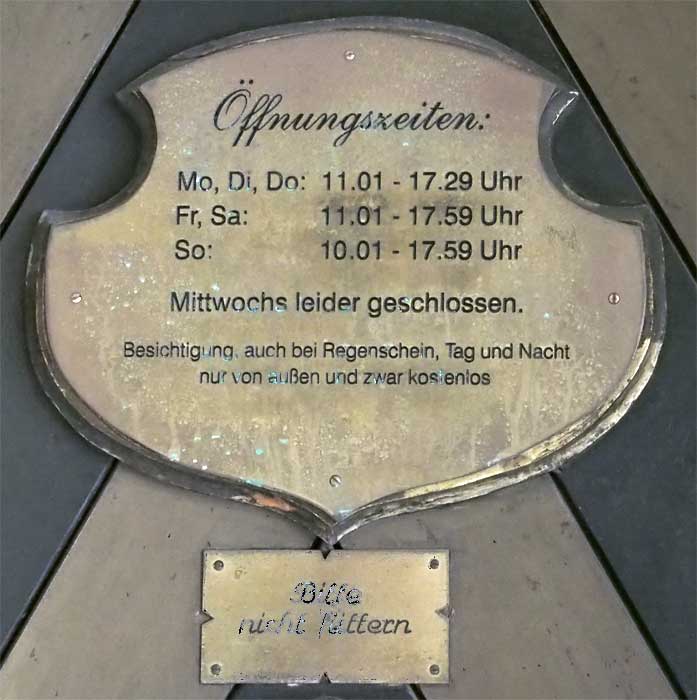 Öffnungszeiten:
Mo, Di, Do: 11.01 - 17.29 Uhr
Fr, Sa: 11.01 - 17.59 Uhr
So: 10.01 - 17.59 Uhr
Mittwochs leider geschlossen.
Besichtigung, auch bei Regenschein, Tag und Nacht
nur von außen und zwar kostenlos
Bitte
nicht füttern